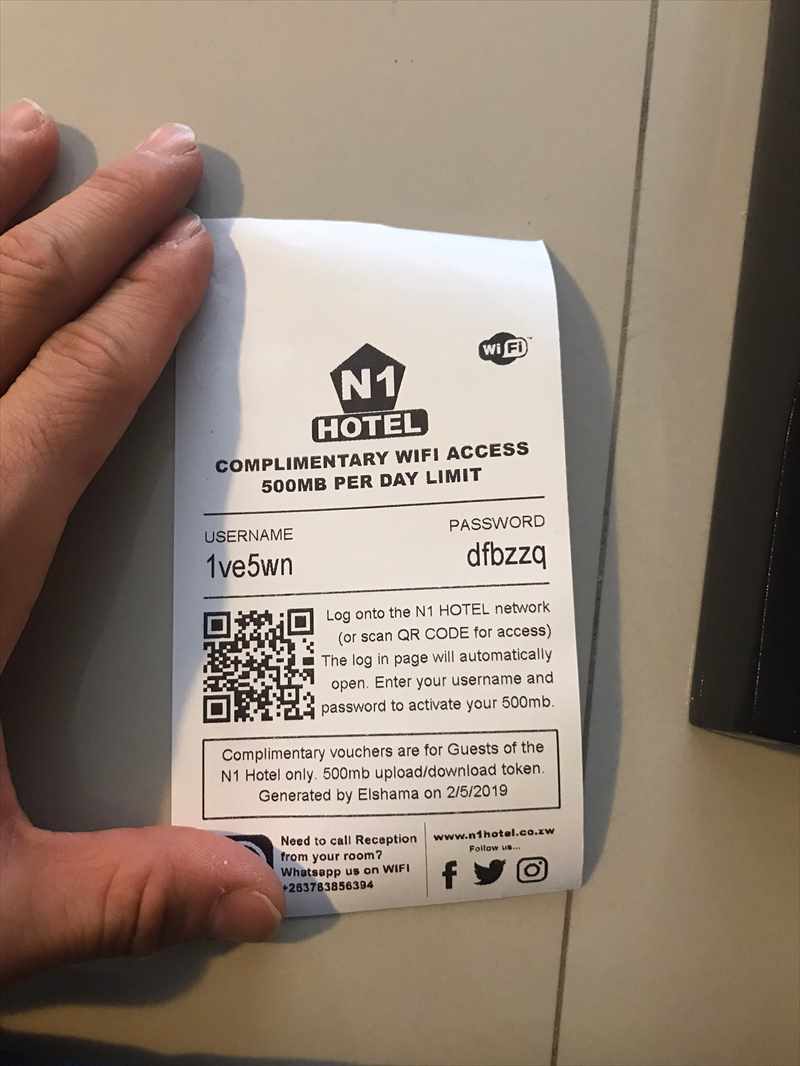 WiFi
N1
HOTEL
COMPLIMENTARY WIFI ACCESS
500MB PER DAY LIMIT
USERNAME
1ve5wn
PASSWORD
dfbzzq
Log onto the N1 HOTEL network
(or scan QR CODE for access)
The log in page will automatically
open. Enter your username and
password to activate your 500mb.
Complimentary vouchers are for Guests of the
N1 Hotel only. 500mb upload/download token.
Generated by Elshama on 2/5/2019
Need to call Reception
from your room?
Whatsapp us on WIFI
+263783856394
www.n1hotel.co.zw
Follow us...